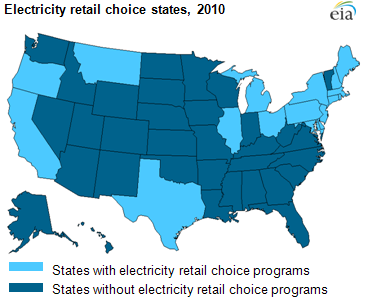 Electricity retail choice states, 2010
eia
States with electricity retail choice programs
States without electricity retail choice programs